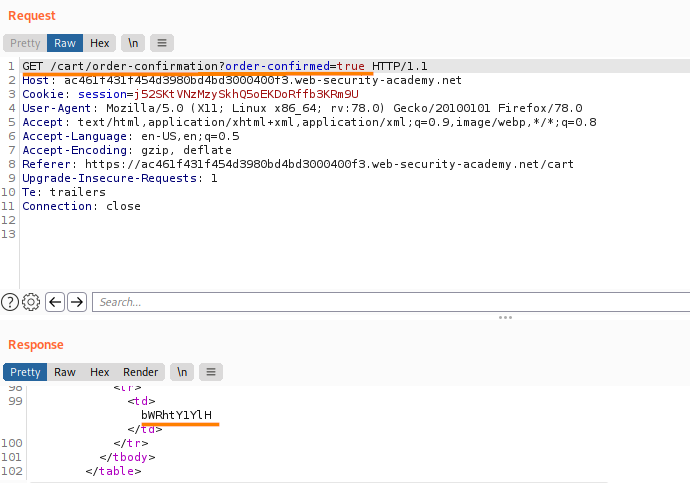 Request
Pretty Raw Hex \n
1 GET /cart/order-confirmation?order-confirmed=true HTTP/1.1
2 Host: ac461f431f454d3980bd4bd3000400f3.web-security-academy.net
3 Cookie: session=j52SKtVNzMzySkhQ5oEKDoRffb3KRm9U
4 User-Agent: Mozilla/5.0 (X11; Linux x86_64; rv:78.0) Gecko/20100101 Firefox/78.0
5 Accept: text/html,application/xhtml+xml,application/xml;q=0.9,image/webp,*/*;q=0.8
6 Accept-Language: en-US,en;q=0.5
7 Accept-Encoding: gzip, deflate
8 Referer: https://ac461f431f454d3980bd4bd3000400f3.web-security-academy.net/cart
9 Upgrade-Insecure-Requests: 1
10 Te: trailers
11 Connection: close
12
13
? Search...
Response
Pretty Raw Hex Render \n
98 <tr>
99 <td>
bWRhtY1YlH
</td>
100 </tr>
101 </tbody>
102 </table>